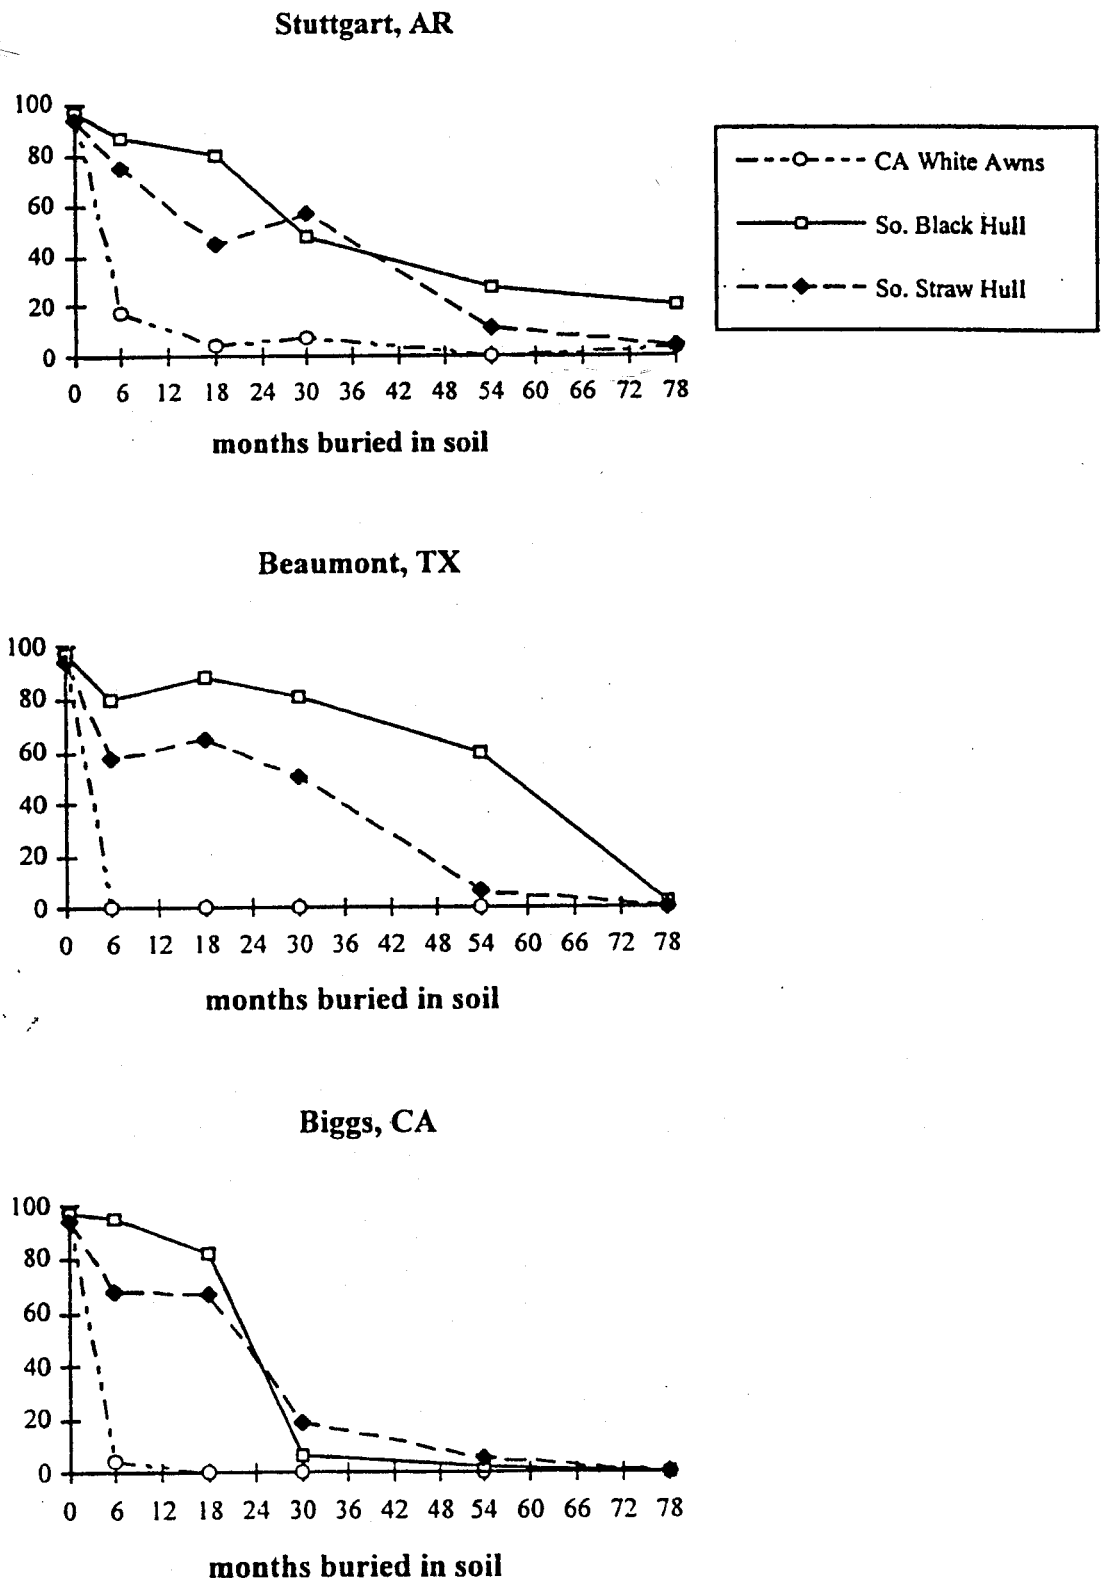 Stuttgart, AR
100
80
60
40
20
0
0 6 12 18 24 30 36 42 48 54 60 66 72 78
months buried in soil
CA White Awns
So. Black Hull
So. Straw Hull
Beaumont, TX
100
80
60
40
20
0
0 6 12 18 24 30 36 42 48 54 60 66 72 78
months buried in soil
Biggs, CA
100
80
60
40
20
0
0 6 12 18 24 30 36 42 48 54 60 66 72 78
months buried in soil